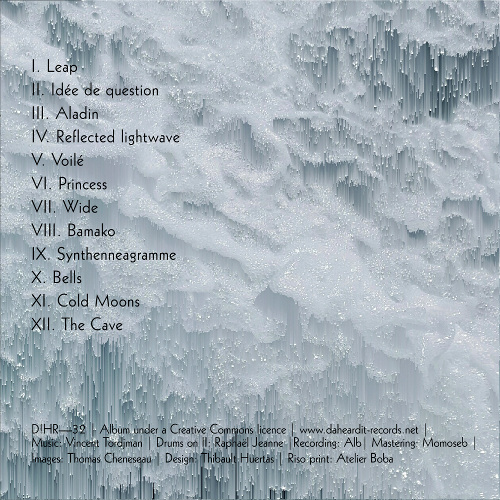 I. Leap
II. Idée de question
III. Aladin
IV. Reflected lightwave
V. Voilé
VI. Princess
VII. Wide
VIII. Bamako
IX. Synthenneagramme
X. Bells
XI. Cold Moons
XII. The Cave
D!HR—32 | Album under a Creative Commons licence | www.daheardit-records.net |
Music: Vincent Tordjman | Drums on II: Raphael Jeanne | Recording: Alb | Mastering: Momoseb |
Images: Thomas Cheneseau | Design: Thibault Huertas | Riso print: Atelier Boba